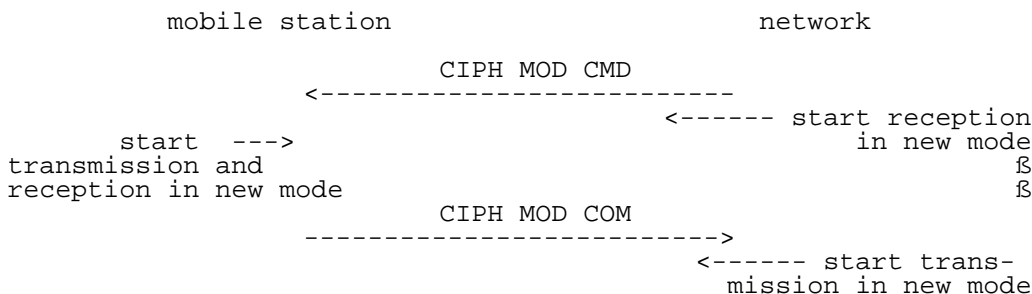 mobile station network
CIPH MOD CMD
<--------------------------
<------ start reception
start ---> in new mode
transmission and ß
reception in new mode ß
CIPH MOD COM
-------------------------->
<------ start trans-
mission in new mode